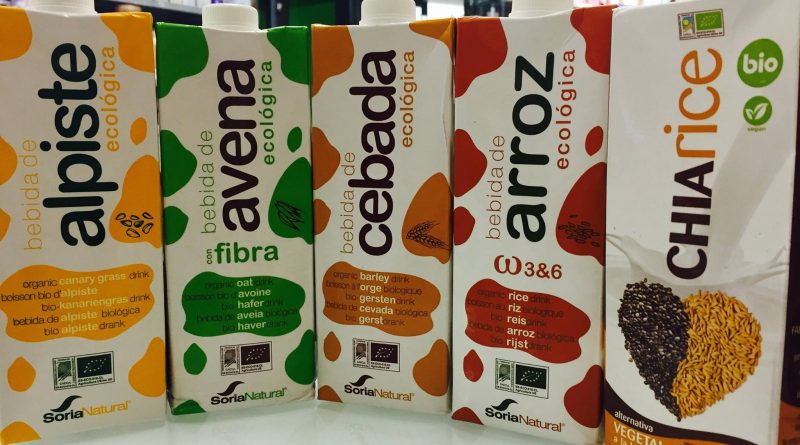 bebida de
alpiste
ecológica
organic canary grass drink
boisson bio d'alpiste
bio kanariengras drink
bebida de alpiste biológica
bio alpiste drank
SoriaNatural®
bebida de
avena
ecológica
con fibra
organic oat drink
boisson bio d'avoine
bio hafer drink
bebida de aveia biológica
bio haver drank
SoriaNatural®
bebida de
cebada
ecológica
organic barley drink
boisson à orge biologique
bio gersten drink
bebida de cevada biológica
bio gerst drank
SoriaNatural®
bebida de
arroz
ecológica
ω 3&6
organic rice drink
boisson à riz biologique
bio reis drink
bebida de arroz biológica
bio rijst drank
SoriaNatural®
CHIArice
bio
vegan
alternativa
VEGETAL